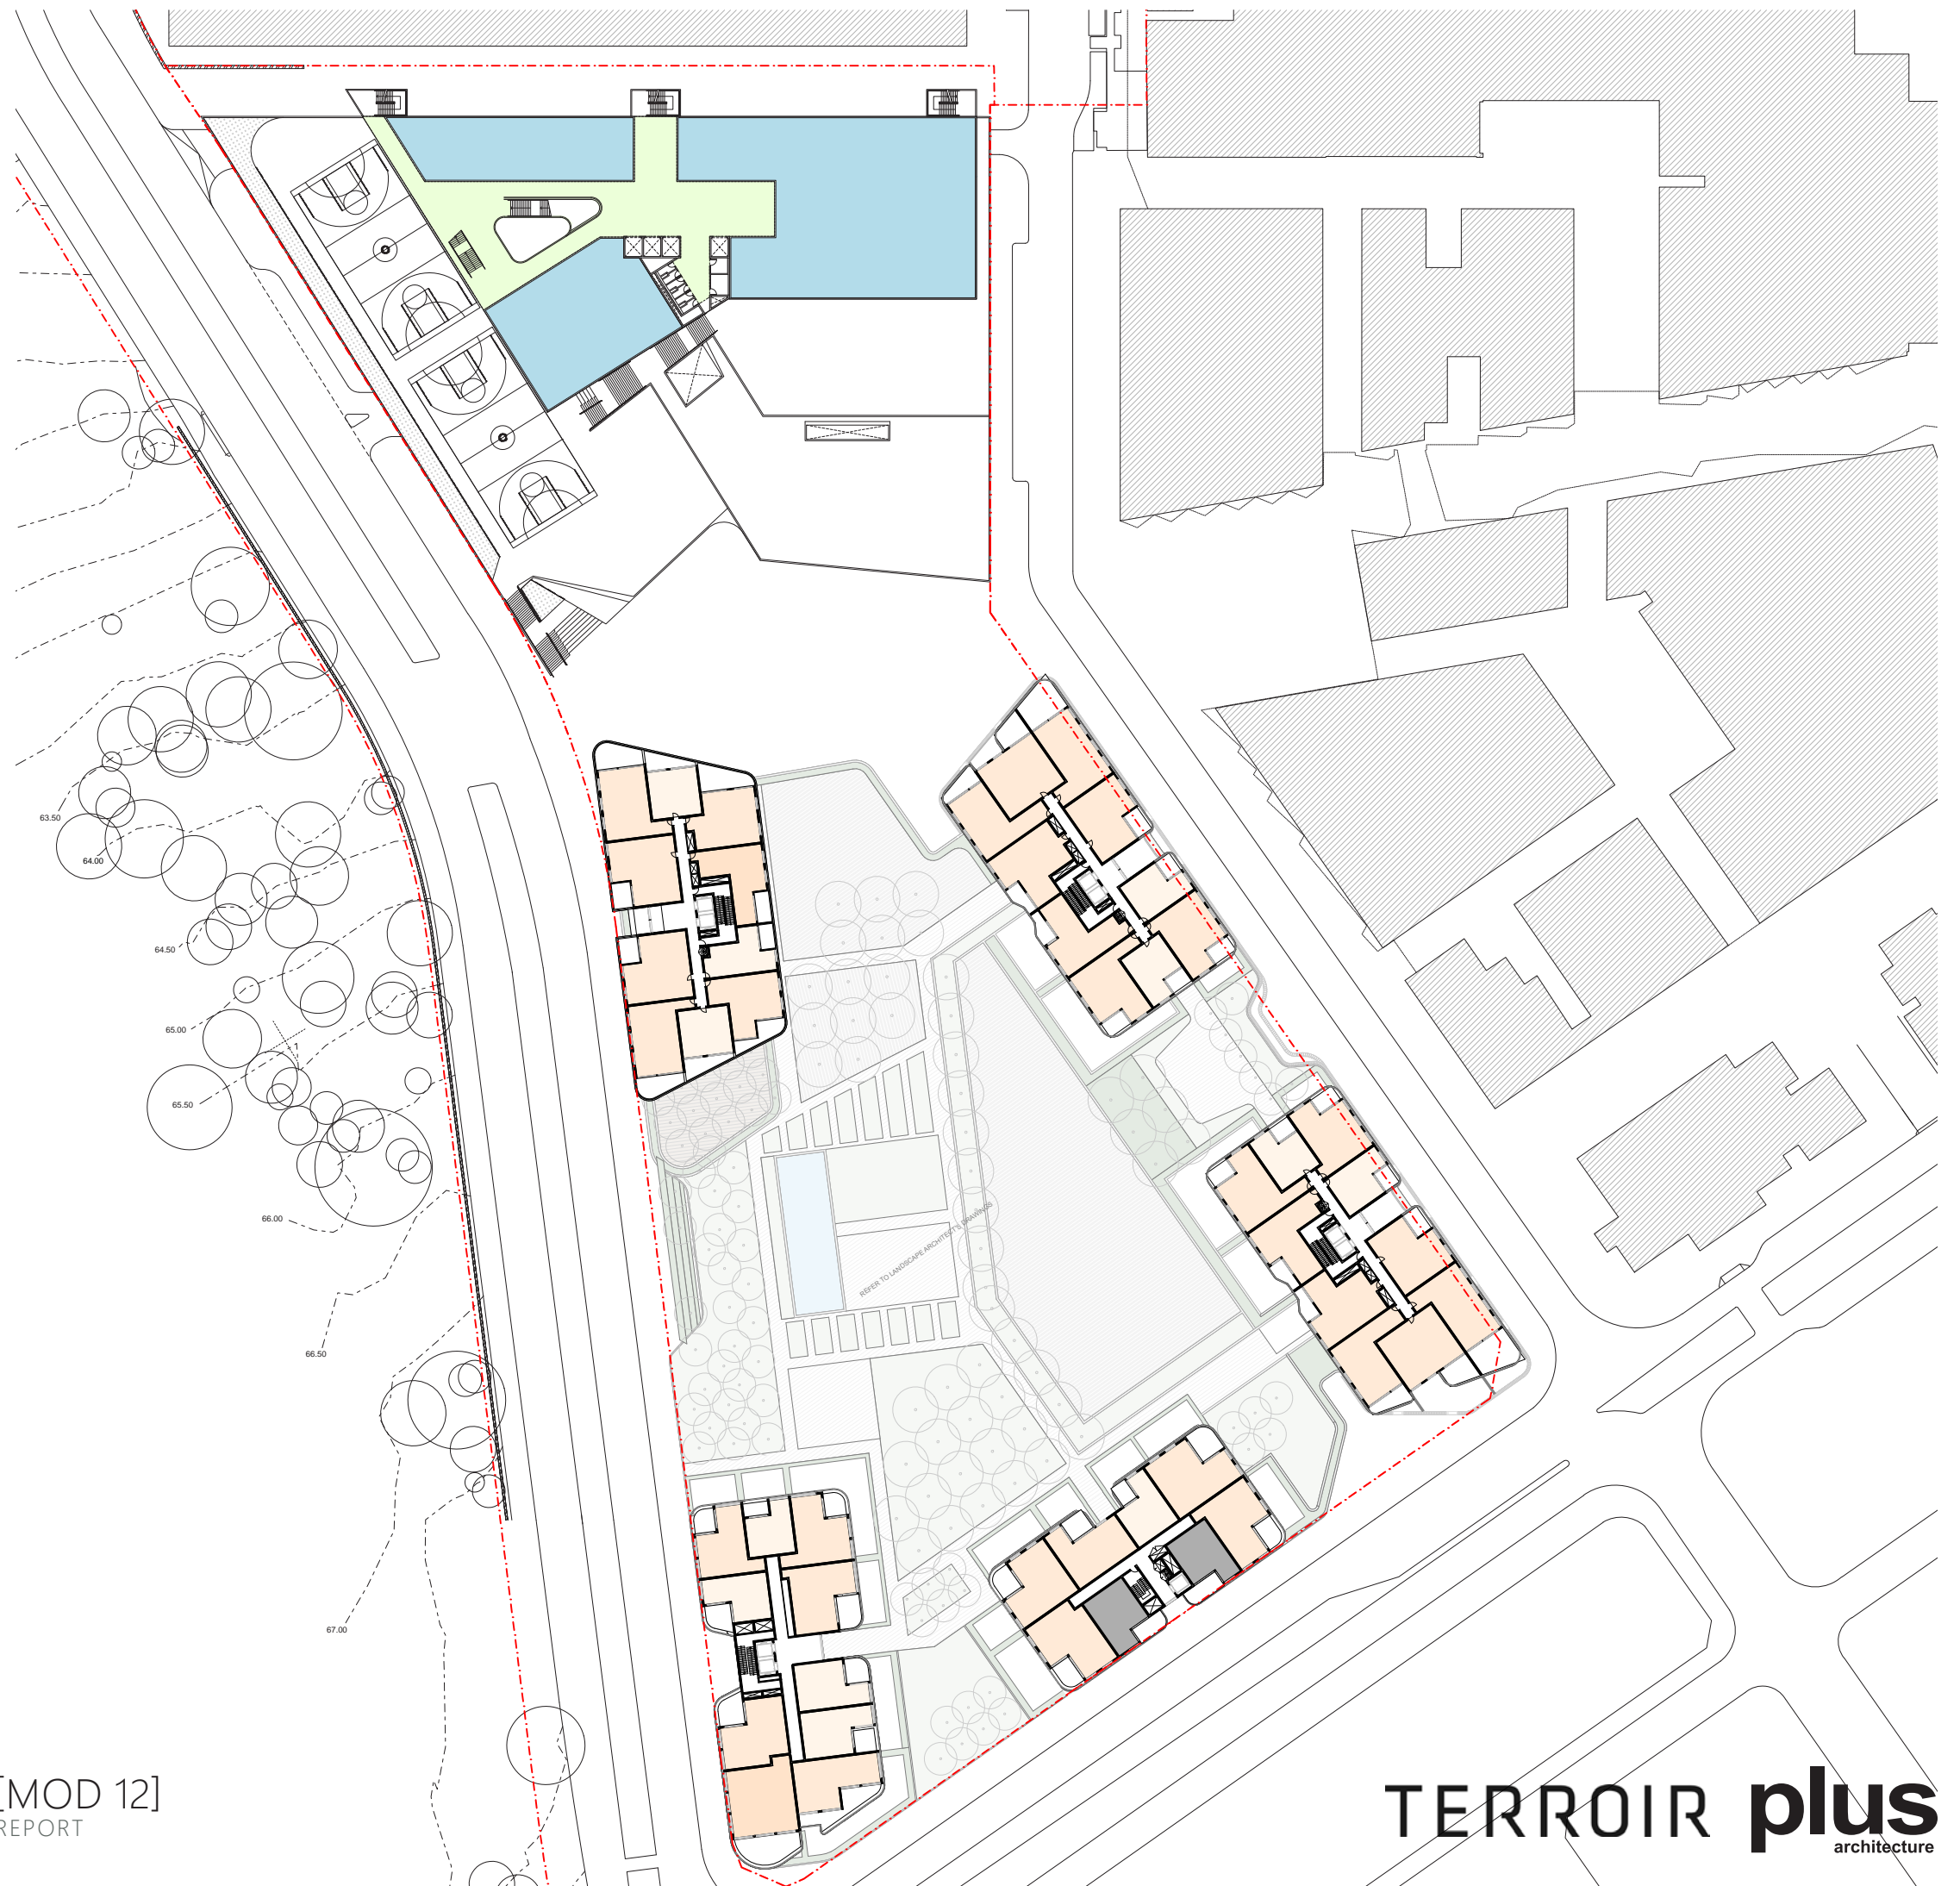 63.50
64.00
64.50
65.00
65.50
66.00
66.50
67.00
REFER TO LANDSCAPE ARCHITECT'S DRAWINGS
[MOD 12]
REPORT
TERROIR
plus
architecture